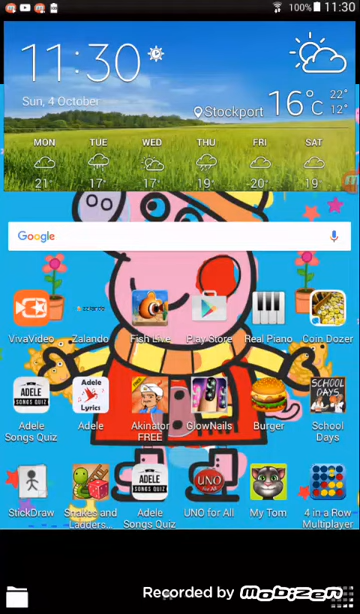 100% 11:30
11:30
Sun, 4 October
Stockport 16°C 22° 12°
MON TUE WED THU FRI SAT
21° 17° 17° 19° 20° 19°
Google
VivaVideo Zalando Fish Live Play Store Real Piano Coin Dozer
ADELE SONGS QUIZ Adele Lyrics SCHOOL DAYS
Adele Songs Quiz Adele Akinator FREE GlowNails Burger School Days
ADELE SONGS QUIZ UNO
StickDraw Snakes and Ladders... Adele Songs Quiz UNO for All My Tom 4 in a Row Multiplayer
Recorded by Mobizen